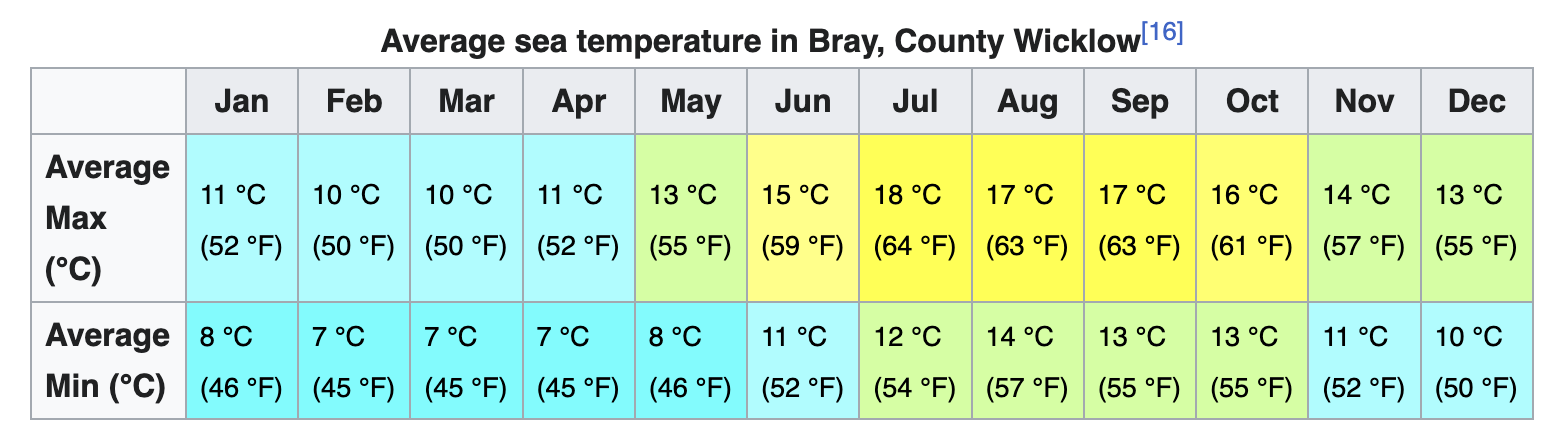 Average sea temperature in Bray, County Wicklow[16]
Jan Feb Mar Apr May Jun Jul Aug Sep Oct Nov Dec
Average
Max
(°C)
11 °C 10 °C 10 °C 11 °C 13 °C 15 °C 18 °C 17 °C 17 °C 16 °C 14 °C 13 °C
(52 °F) (50 °F) (50 °F) (52 °F) (55 °F) (59 °F) (64 °F) (63 °F) (63 °F) (61 °F) (57 °F) (55 °F)
Average
Min (°C)
8 °C 7 °C 7 °C 7 °C 8 °C 11 °C 12 °C 14 °C 13 °C 13 °C 11 °C 10 °C
(46 °F) (45 °F) (45 °F) (45 °F) (46 °F) (52 °F) (54 °F) (57 °F) (55 °F) (55 °F) (52 °F) (50 °F)